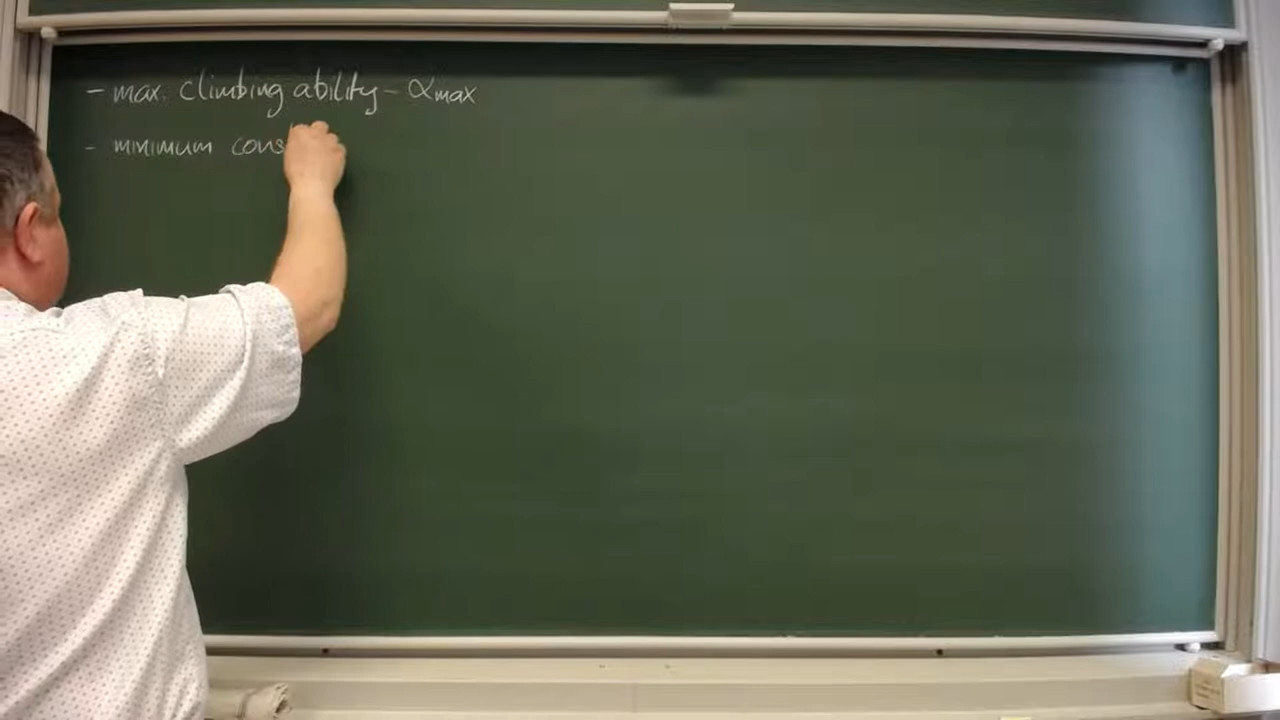 - max. climbing ability - αmax
- minimum cons